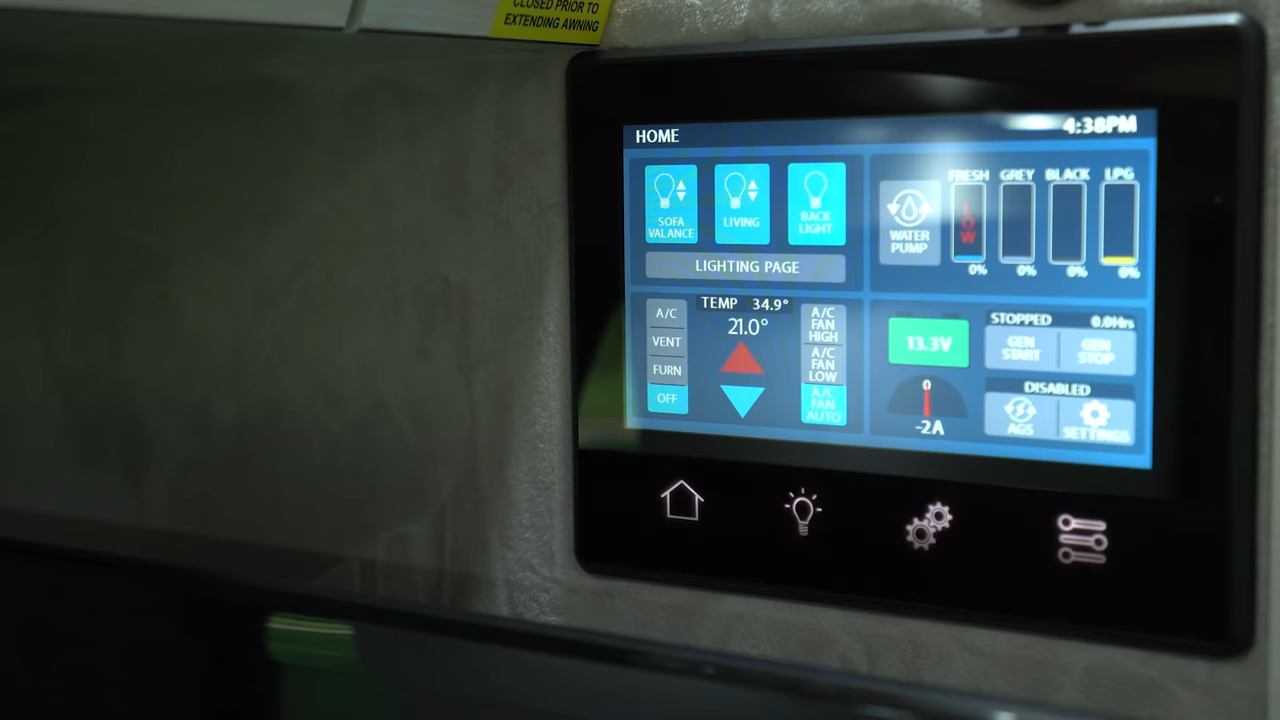 CLOSED PRIOR TO
EXTENDING AWNING
HOME
4:38PM
SOFA
VALANCE
LIVING
BACK
LIGHT
LIGHTING PAGE
WATER
PUMP
FRESH
GREY
BLACK
LPG
W
0%
0%
0%
0%
A/C
VENT
FURN
OFF
TEMP 34.9°
21.0°
A/C
FAN
HIGH
A/C
FAN
LOW
A/C
FAN
AUTO
13.3V
0
-2A
STOPPED 0.0Hrs
GEN
START
GEN
STOP
DISABLED
AGS
SETTINGS